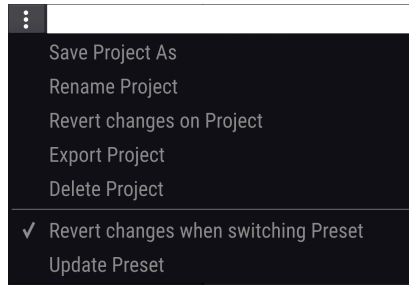 Save Project As
Rename Project
Revert changes on Project
Export Project
Delete Project
Revert changes when switching Preset
Update Preset